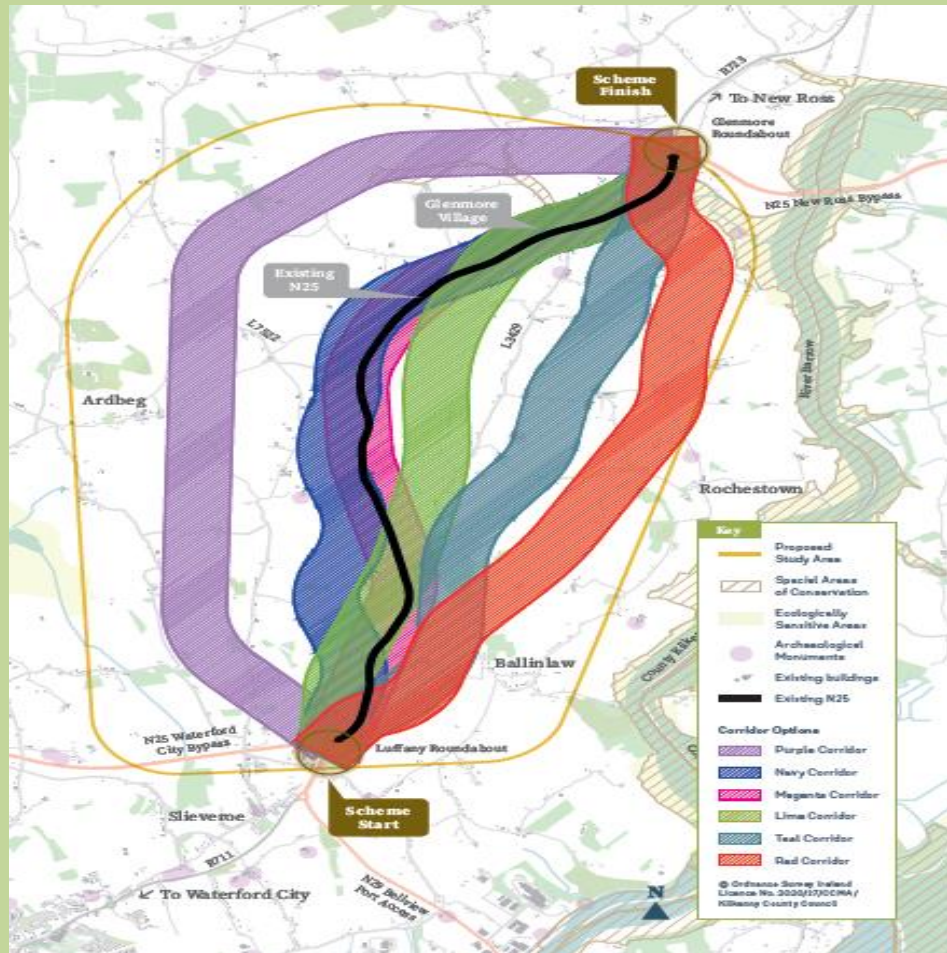 Scheme
Finish
R723
↗ To New Ross
Glenmore
Roundabout
N25 New Ross Bypass
Glenmore
Village
Existing
N25
L7522
L3429
Ardbeg
River Barrow
Rochestown
Ballinlaw
N25 Waterford
City Bypass
Luffany Roundabout
Slieveroe
Scheme
Start
R711
↙ To Waterford City
N29 Bellview
Port Access
N
Key
Proposed
Study Area
Special Areas
of Conservation
Ecologically
Sensitive Areas
Archaeological
Monuments
Existing buildings
Existing N25
Corridor Options
Purple Corridor
Navy Corridor
Magenta Corridor
Lime Corridor
Teal Corridor
Red Corridor
© Ordnance Survey Ireland
Kilkenny County Council